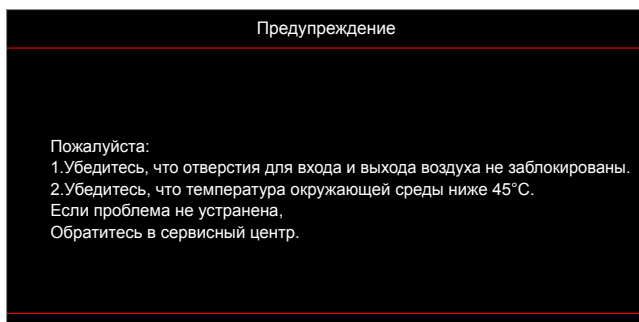 Предупреждение
Пожалуйста:
1.Убедитесь, что отверстия для входа и выхода воздуха не заблокированы.
2.Убедитесь, что температура окружающей среды ниже 45°C.
Если проблема не устранена,
Обратитесь в сервисный центр.